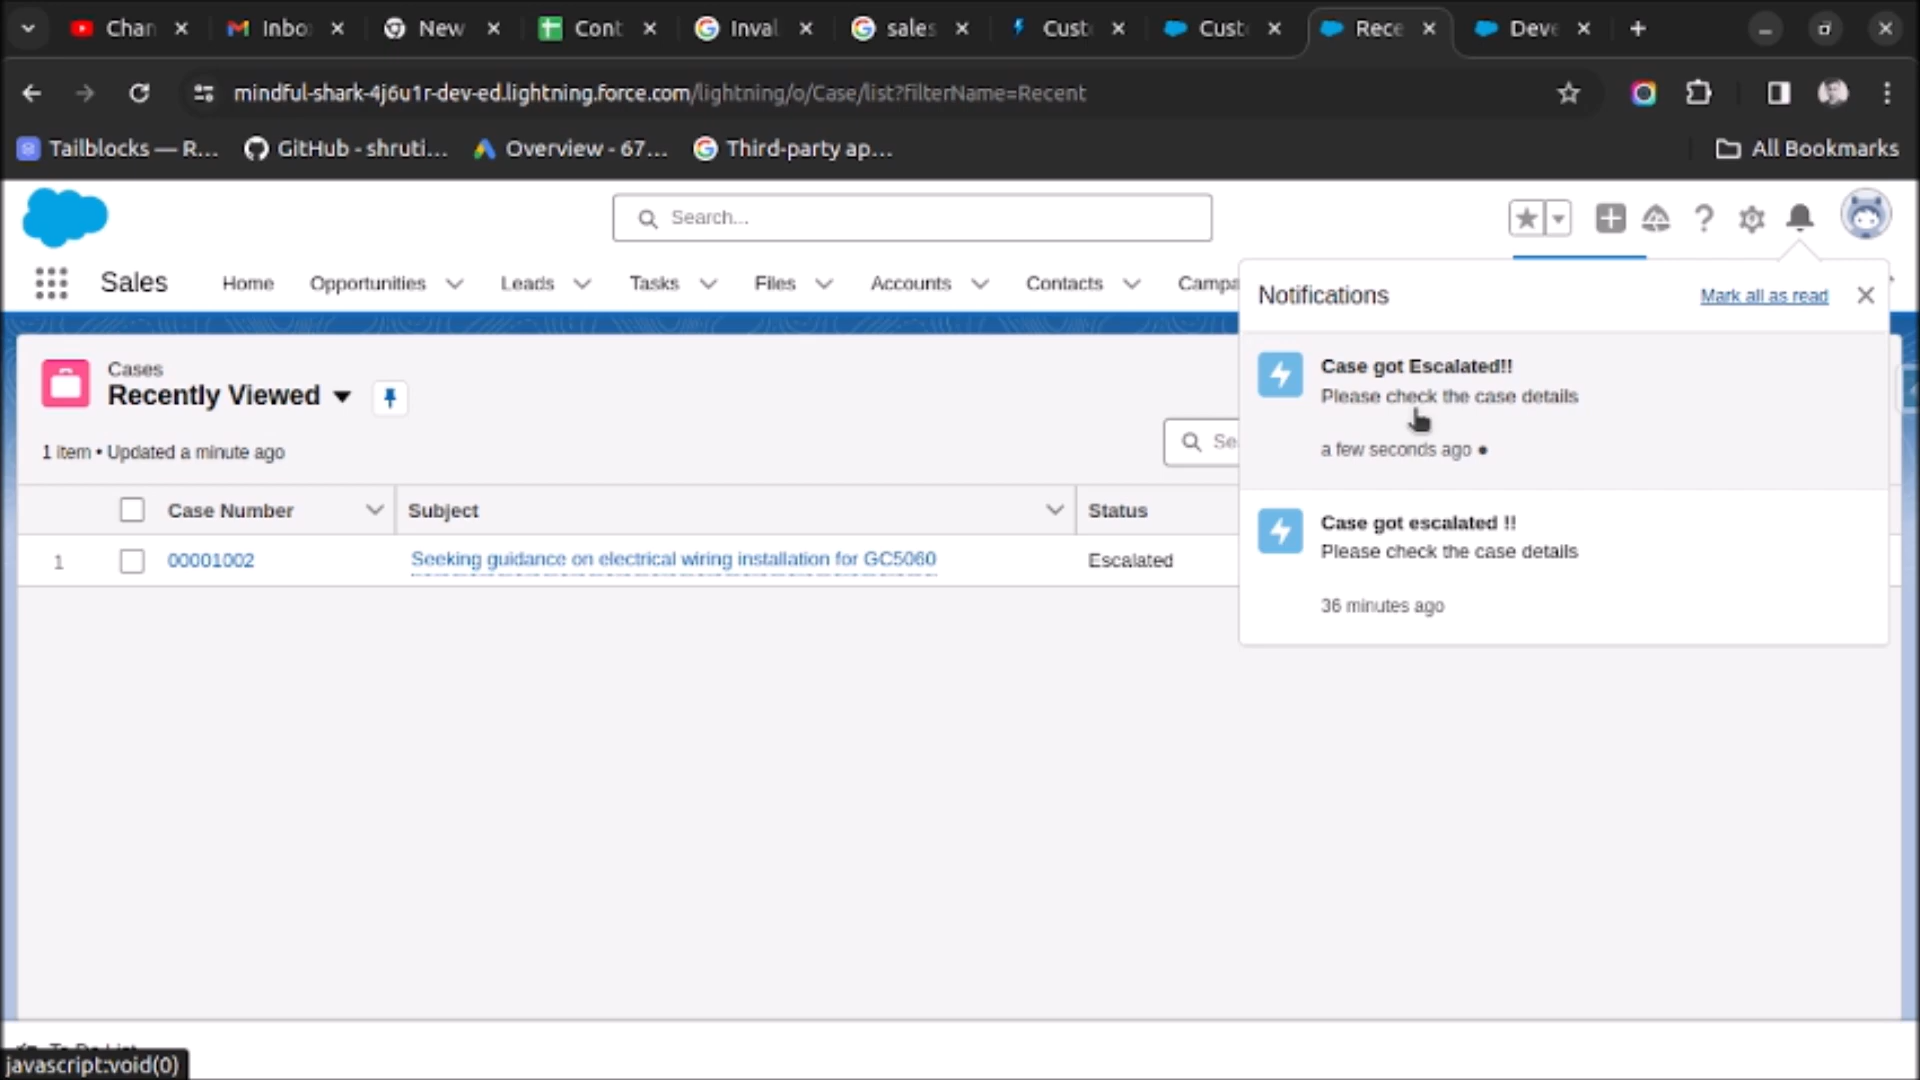 Chan
Inbo
New
Cont
Inval
sales
Cust
Cust
Rece
Deve
mindful-shark-4j6u1r-dev-ed.lightning.force.com/lightning/o/Case/list?filterName=Recent
Tailblocks — R...
GitHub - shruti...
Overview - 67...
Third-party ap...
All Bookmarks
Search...
Sales
Home
Opportunities
Leads
Tasks
Files
Accounts
Contacts
Campa
Notifications
Mark all as read
Case got Escalated!!
Please check the case details
a few seconds ago •
Case got escalated !!
Please check the case details
36 minutes ago
Cases
Recently Viewed
1 item • Updated a minute ago
Se
Case Number
Subject
Status
1
00001002
Seeking guidance on electrical wiring installation for GC5060
Escalated
To Do List
javascript:void(0)